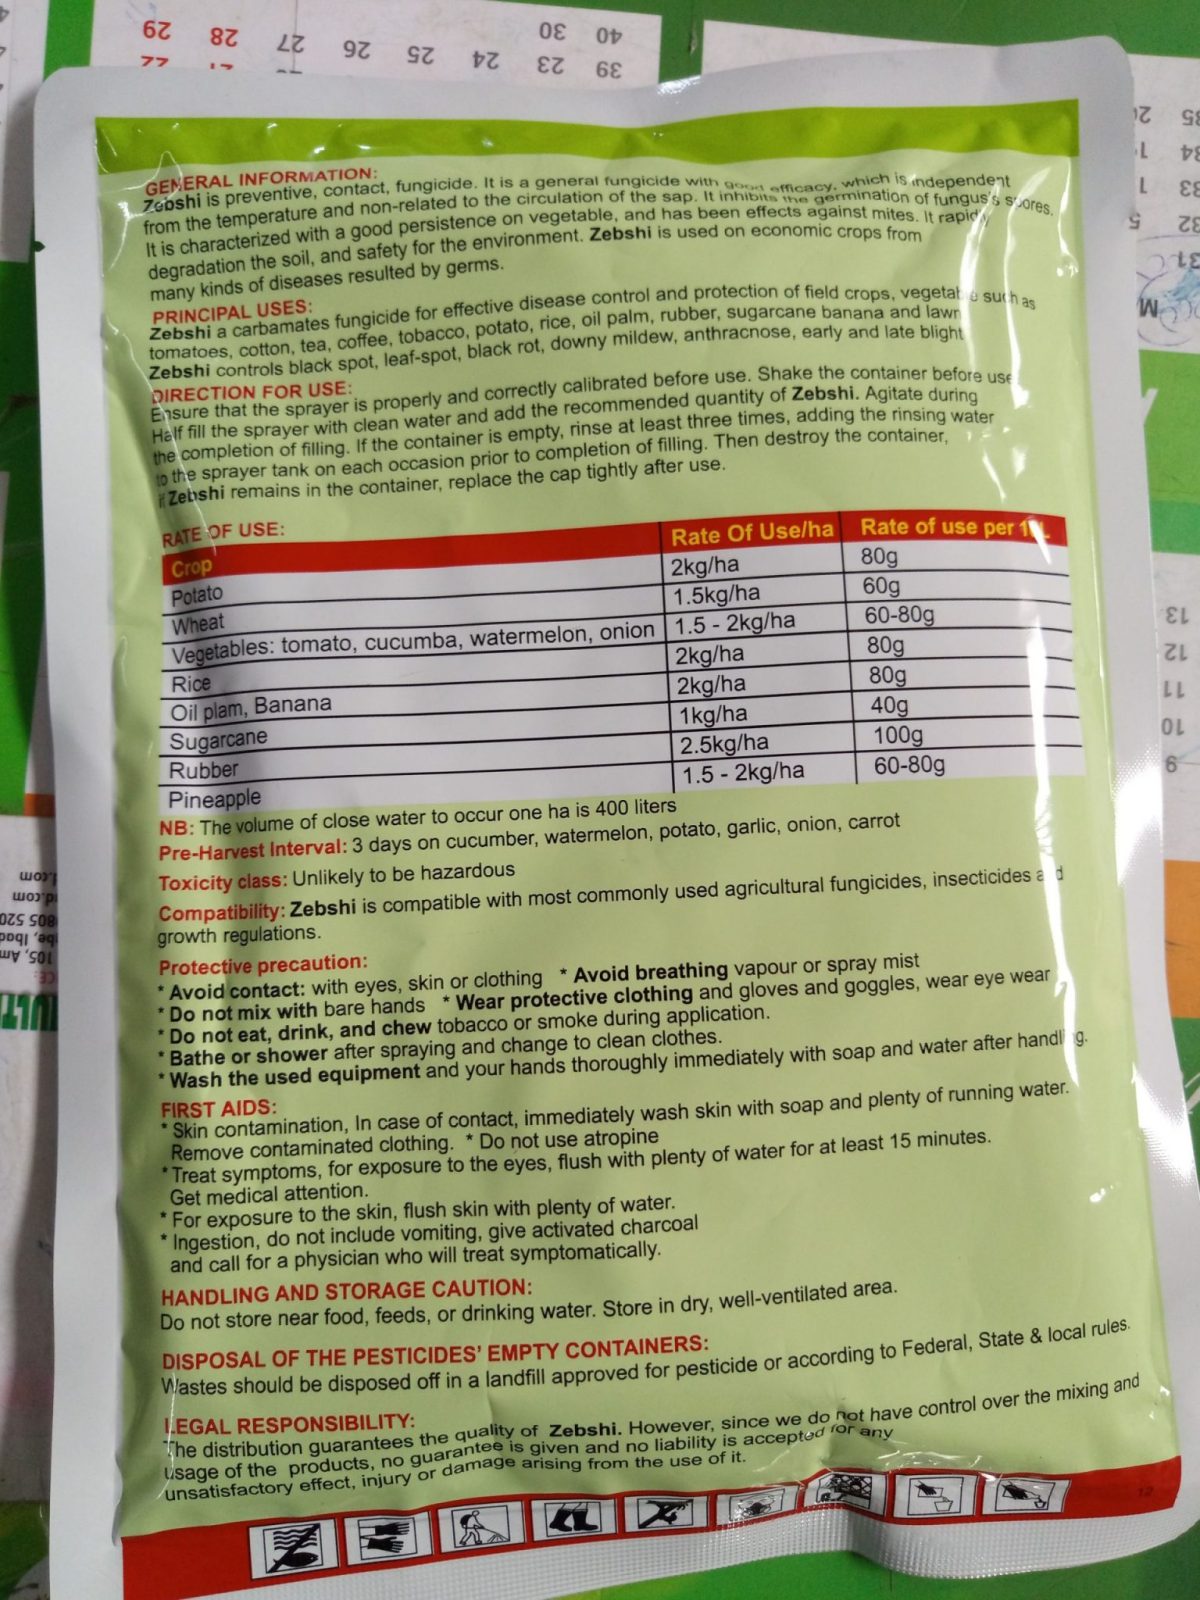 29 28 27 26 25 24 23 39
30 40
GENERAL INFORMATION:
Zebshi is preventive, contact, fungicide. It is a general fungicide with good efficacy, which is independent
from the temperature and non-related to the circulation of the sap. It inhibits the germination of fungus's spores.
It is characterized with a good persistence on vegetable, and has been effects against mites. It rapidly
degradation the soil, and safety for the environment. Zebshi is used on economic crops from
many kinds of diseases resulted by germs.
PRINCIPAL USES:
Zebshi a carbamates fungicide for effective disease control and protection of field crops, vegetable such as
tomatoes, cotton, tea, coffee, tobacco, potato, rice, oil palm, rubber, sugarcane banana and lawn
Zebshi controls black spot, leaf-spot, black rot, downy mildew, anthracnose, early and late blight
DIRECTION FOR USE:
Ensure that the sprayer is properly and correctly calibrated before use. Shake the container before use
Half fill the sprayer with clean water and add the recommended quantity of Zebshi. Agitate during
the completion of filling. If the container is empty, rinse at least three times, adding the rinsing water
to the sprayer tank on each occasion prior to completion of filling. Then destroy the container,
if Zebshi remains in the container, replace the cap tightly after use.
RATE OF USE:
Crop Rate Of Use/ha Rate of use per
Potato 2kg/ha 80g
Wheat 1.5kg/ha 60g
Vegetables: tomato, cucumba, watermelon, onion 1.5 - 2kg/ha 60-80g
Rice 2kg/ha 80g
Oil plam, Banana 2kg/ha 80g
Sugarcane 1kg/ha 40g
Rubber 2.5kg/ha 100g
Pineapple 1.5 - 2kg/ha 60-80g
NB: The volume of close water to occur one ha is 400 liters
Pre-Harvest Interval: 3 days on cucumber, watermelon, potato, garlic, onion, carrot
Toxicity class: Unlikely to be hazardous
Compatibility: Zebshi is compatible with most commonly used agricultural fungicides, insecticides and
growth regulations.
Protective precaution:
* Avoid contact: with eyes, skin or clothing * Avoid breathing vapour or spray mist
* Do not mix with bare hands * Wear protective clothing and gloves and goggles, wear eye wear
* Do not eat, drink, and chew tobacco or smoke during application.
* Bathe or shower after spraying and change to clean clothes.
* Wash the used equipment and your hands thoroughly immediately with soap and water after handling.
FIRST AIDS:
* Skin contamination, In case of contact, immediately wash skin with soap and plenty of running water.
Remove contaminated clothing. * Do not use atropine
* Treat symptoms, for exposure to the eyes, flush with plenty of water for at least 15 minutes.
Get medical attention.
* For exposure to the skin, flush skin with plenty of water.
* Ingestion, do not include vomiting, give activated charcoal
and call for a physician who will treat symptomatically.
HANDLING AND STORAGE CAUTION:
Do not store near food, feeds, or drinking water. Store in dry, well-ventilated area.
DISPOSAL OF THE PESTICIDES' EMPTY CONTAINERS:
Wastes should be disposed off in a landfill approved for pesticide or according to Federal, State & local rules.
LEGAL RESPONSIBILITY:
The distribution guarantees the quality of Zebshi. However, since we do not have control over the mixing and
usage of the products, no guarantee is given and no liability is accepted for any
unsatisfactory effect, injury or damage arising from the use of it.
12
34
33
32
31
13
12
11
10
9